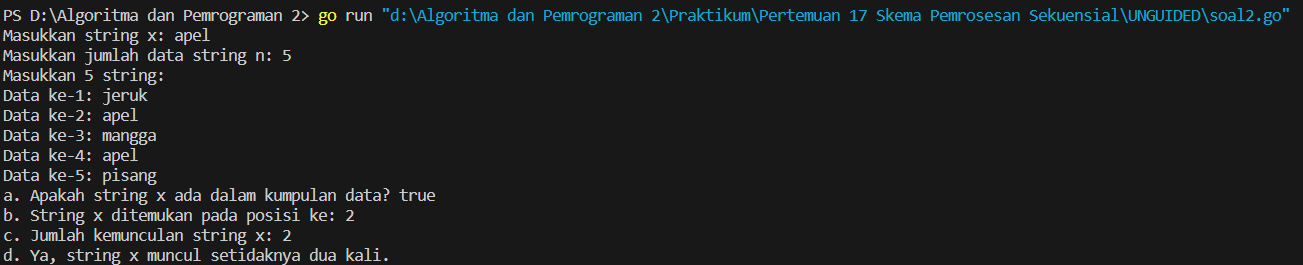 PS D:\Algoritma dan Pemrograman 2> go run "d:\Algoritma dan Pemrograman 2\Praktikum\Pertemuan 17 Skema Pemrosesan Sekuensial\UNGUIDED\soal2.go"
Masukkan string x: apel
Masukkan jumlah data string n: 5
Masukkan 5 string:
Data ke-1: jeruk
Data ke-2: apel
Data ke-3: mangga
Data ke-4: apel
Data ke-5: pisang
a. Apakah string x ada dalam kumpulan data? true
b. String x ditemukan pada posisi ke: 2
c. Jumlah kemunculan string x: 2
d. Ya, string x muncul setidaknya dua kali.